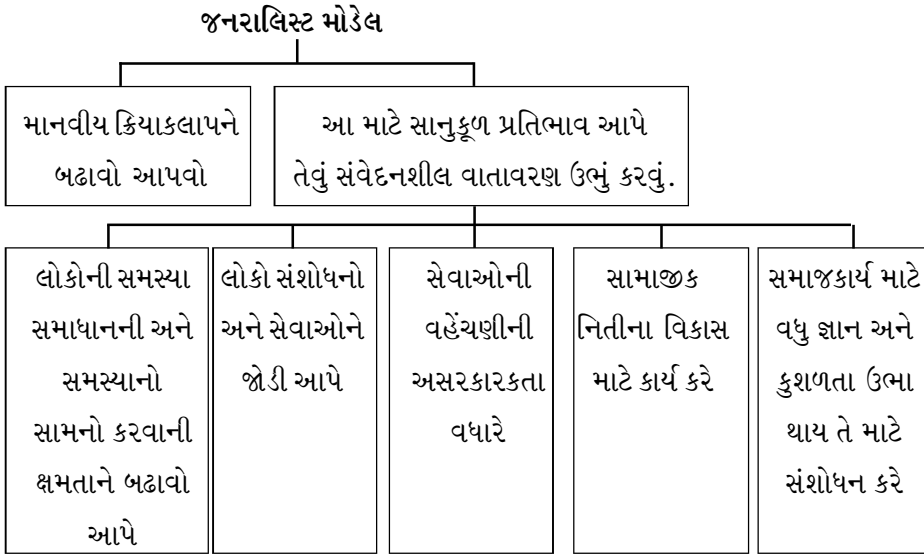 જનરાલિસ્ટ મોડેલ
માનવીય ક્રિયાકલાપને
બઢાવો આપવો
આ માટે સાનુકૂળ પ્રતિભાવ આપે
તેવું સંવેદનશીલ વાતાવરણ ઉભું કરવું.
લોકોની સમસ્યા
સમાધાનની અને
સમસ્યાનો
સામનો કરવાની
ક્ષમતાને બઢાવો
આપે
લોકો સંશોધનો
અને સેવાઓને
જોડી આપે
સેવાઓની
વહેંચણીની
અસરકારકતા
વધારે
સામાજીક
નિતીના વિકાસ
માટે કાર્ય કરે
સમાજકાર્ય માટે
વધુ જ્ઞાન અને
કુશળતા ઉભા
થાય તે માટે
સંશોધન કરે